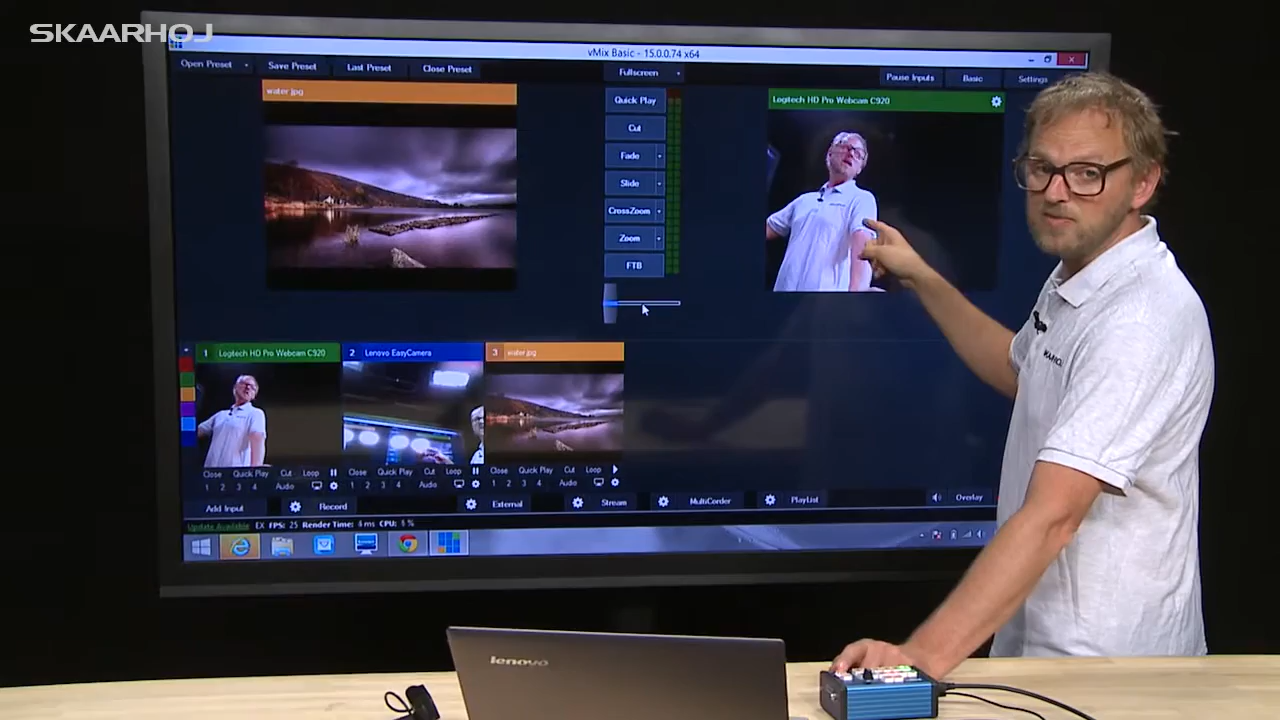 SKAARHOJ
vMix Basic - 15.0.0.74 x64
Open Preset Save Preset Last Preset Close Preset Fullscreen Pause Inputs Basic Settings
water.jpg
Logitech HD Pro Webcam C920
Quick Play
Cut
Fade
Slide
CrossZoom
Zoom
FTB
1 Logitech HD Pro Webcam C920
2 Lenovo EasyCamera
3 water.jpg
Close Quick Play Cut Loop
1 2 3 4 Audio
Close Quick Play Cut Loop
1 2 3 4 Audio
Close Quick Play Cut Loop
1 2 3 4 Audio
Add Input Record External Stream MultiCorder PlayList Overlay
Update Available EX FPS: 25 Render Time: 4 ms CPU: 6 %
SKAARHOJ
lenovo